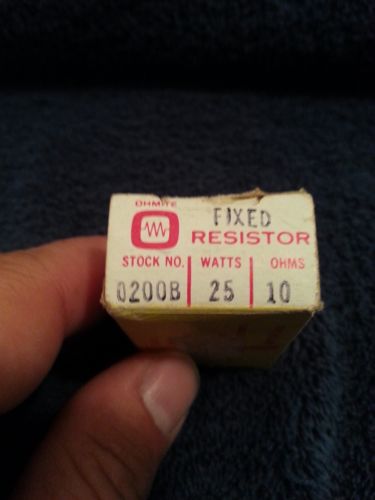 OHMITE
FIXED
RESISTOR
STOCK NO. WATTS OHMS
0200B 25 10